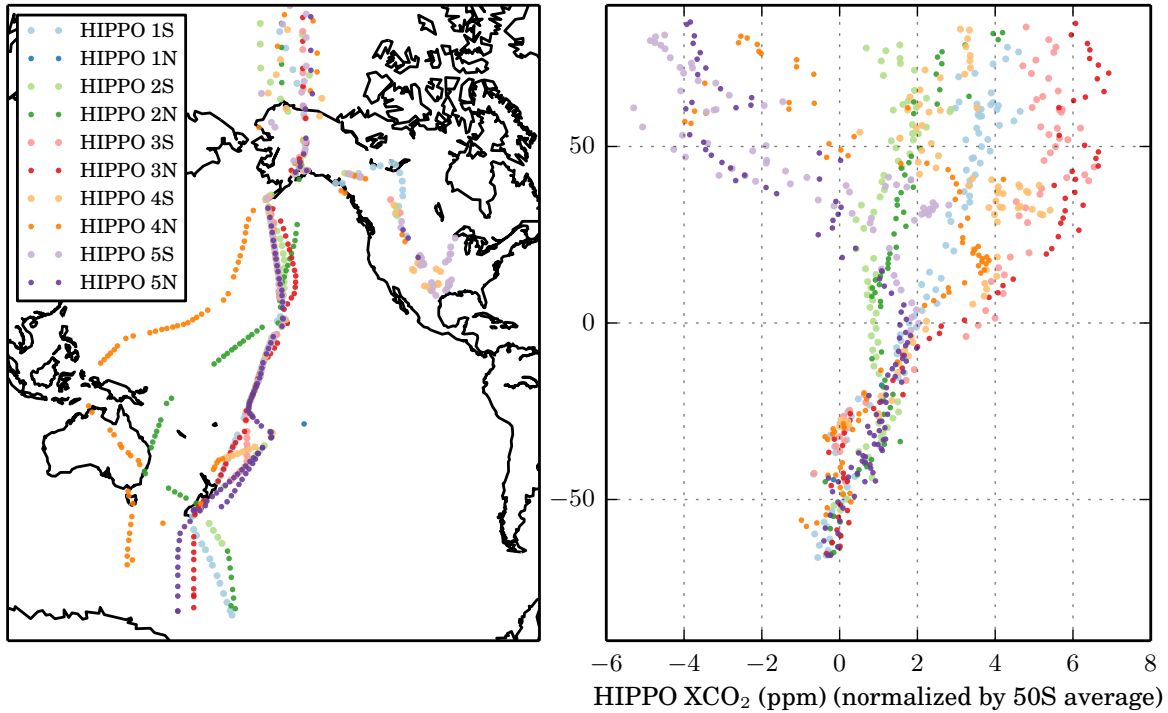 HIPPO 1S
HIPPO 1N
HIPPO 2S
HIPPO 2N
HIPPO 3S
HIPPO 3N
HIPPO 4S
HIPPO 4N
HIPPO 5S
HIPPO 5N
50
0
−50
−6 −4 −2 0 2 4 6 8
HIPPO XCO₂ (ppm) (normalized by 50S average)